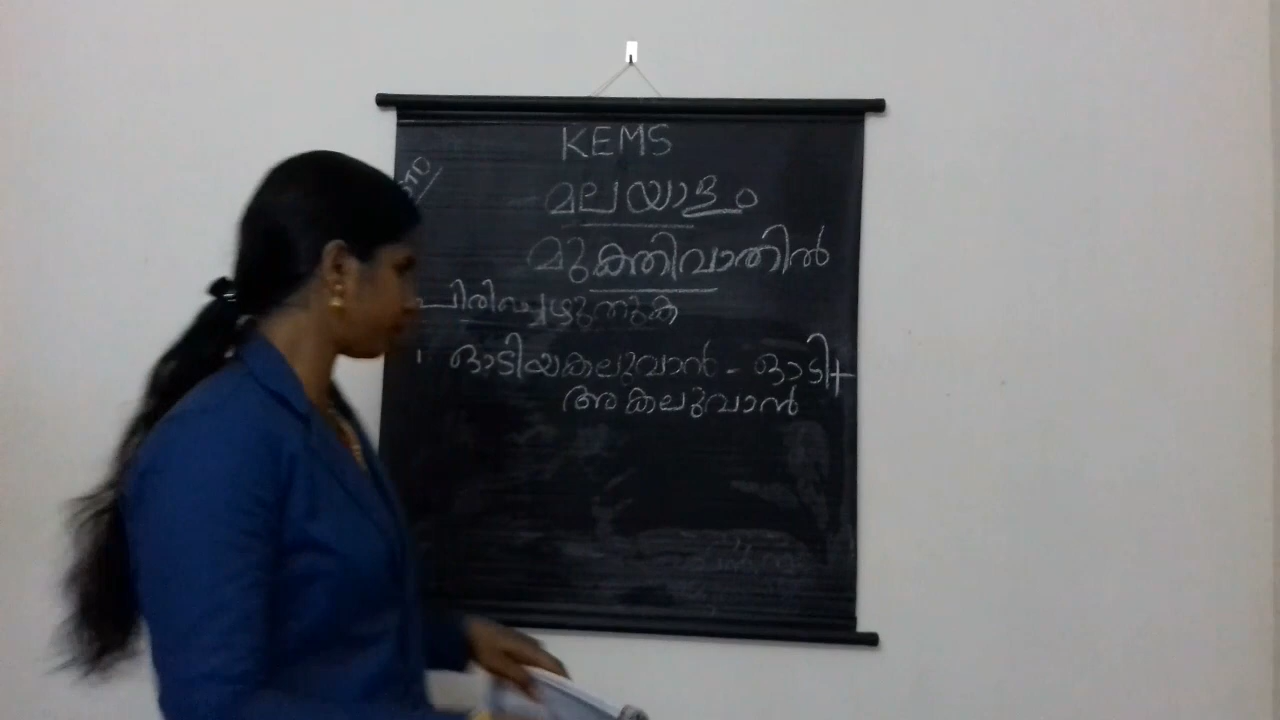 KEMS
മലയാളം
മുക്തിവാതിൽ
പിരിച്ചെഴുതുക
ഓടിയകലുവാൻ - ഓടി+
അകലുവാൻ